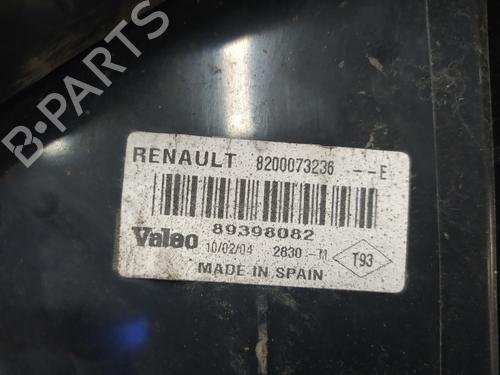 B-PARTS
RENAULT 8200073236 --E
89398082
Valeo 10/02/04 2830-M T93
MADE IN SPAIN